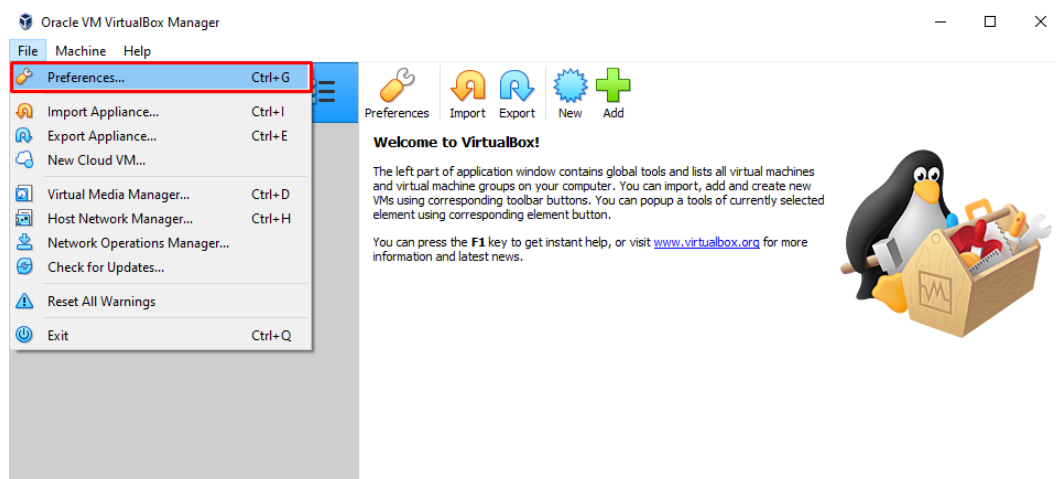 Oracle VM VirtualBox Manager
File Machine Help
Preferences... Ctrl+G
Import Appliance... Ctrl+I
Export Appliance... Ctrl+E
New Cloud VM...
Virtual Media Manager... Ctrl+D
Host Network Manager... Ctrl+H
Network Operations Manager...
Check for Updates...
Reset All Warnings
Exit Ctrl+Q
Preferences Import Export New Add
Welcome to VirtualBox!
The left part of application window contains global tools and lists all virtual machines
and virtual machine groups on your computer. You can import, add and create new
VMs using corresponding toolbar buttons. You can popup a tools of currently selected
element using corresponding element button.
You can press the F1 key to get instant help, or visit www.virtualbox.org for more
information and latest news.